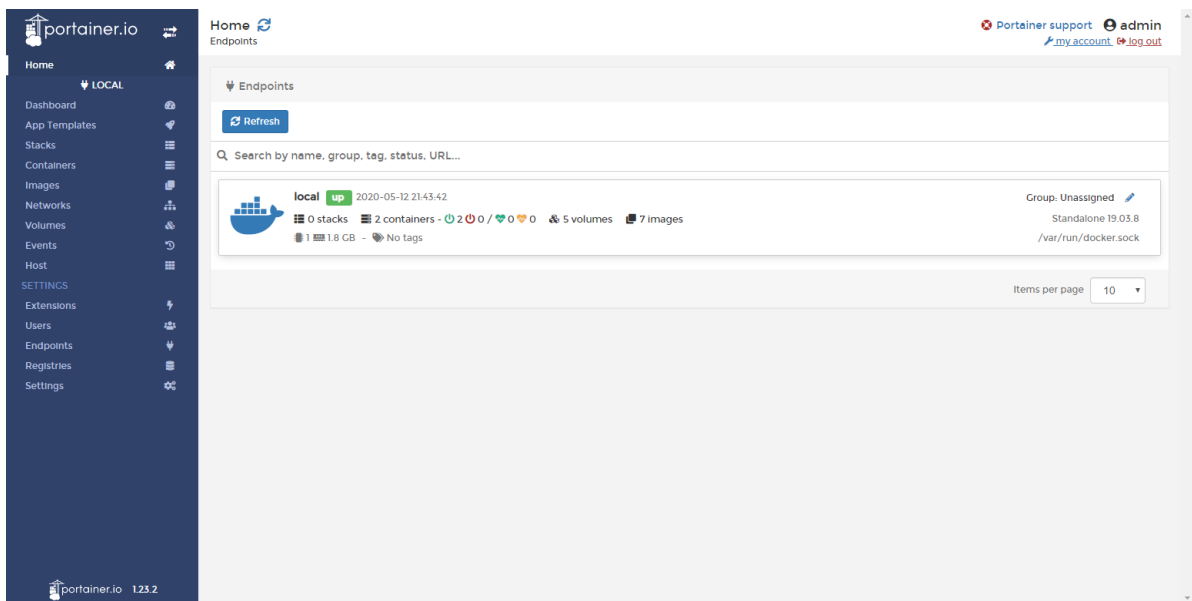 portainer.io
Home
LOCAL
Dashboard
App Templates
Stacks
Containers
Images
Networks
Volumes
Events
Host
SETTINGS
Extensions
Users
Endpoints
Registries
Settings
portainer.io 1.23.2
Home
Endpoints
Portainer support admin
my account log out
Endpoints
Refresh
Search by name, group, tag, status, URL...
local up 2020-05-12 21:43:42
Group: Unassigned
0 stacks 2 containers - 2 0 / 0 0 5 volumes 7 images
Standalone 19.03.8
1 1.8 GB - No tags
/var/run/docker.sock
Items per page 10